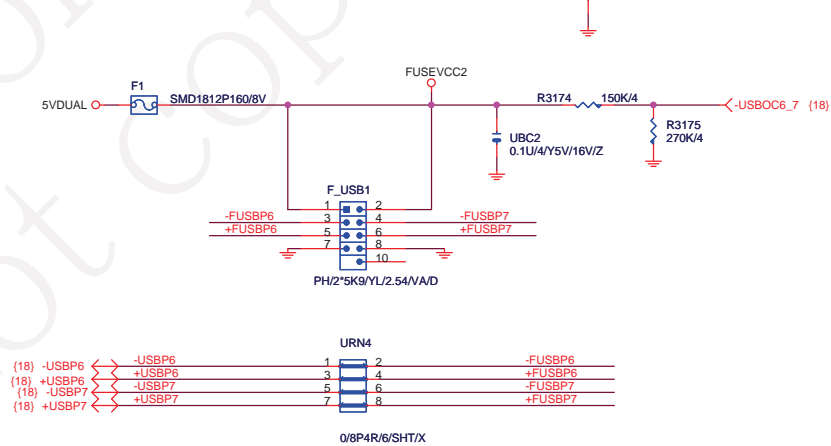 FUSEVCC2
F1
5VDUAL
SMD1812P160/8V
R3174
150K/4
-USBOC6_7 {18}
UBC2
0.1U/4/Y5V/16V/Z
R3175
270K/4
F_USB1
1
2
-FUSBP6
3
4
-FUSBP7
+FUSBP6
5
6
+FUSBP7
7
8
10
PH/2*5K9/YL/2.54/VA/D
URN4
{18} -USBP6
-USBP6
1
2
-FUSBP6
{18} +USBP6
+USBP6
3
4
+FUSBP6
{18} -USBP7
-USBP7
5
6
-FUSBP7
{18} +USBP7
+USBP7
7
8
+FUSBP7
0/8P4R/6/SHT/X